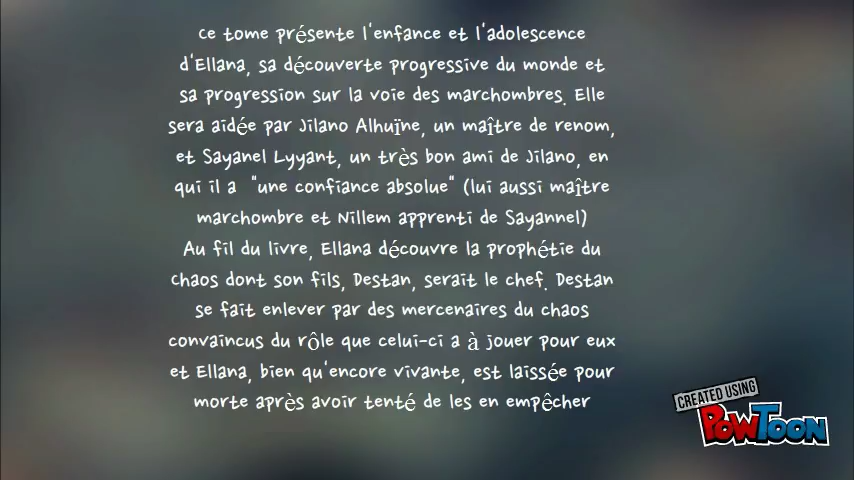 Ce tome présente l'enfance et l'adolescence
d'Ellana, sa découverte progressive du monde et
sa progression sur la voie des marchombres. Elle
sera aidée par Jilano Alhuïne, un maître de renom,
et Sayanel Lyyant, un très bon ami de Jilano, en
qui il a "une confiance absolue" (lui aussi maître
marchombre et Nillem apprenti de Sayannel)
Au fil du livre, Ellana découvre la prophétie du
chaos dont son fils, Destan, serait le chef. Destan
se fait enlever par des mercenaires du chaos
convaincus du rôle que celui-ci a à jouer pour eux
et Ellana, bien qu'encore vivante, est laissée pour
morte après avoir tenté de les en empêcher
CREATED USING
POWTOON